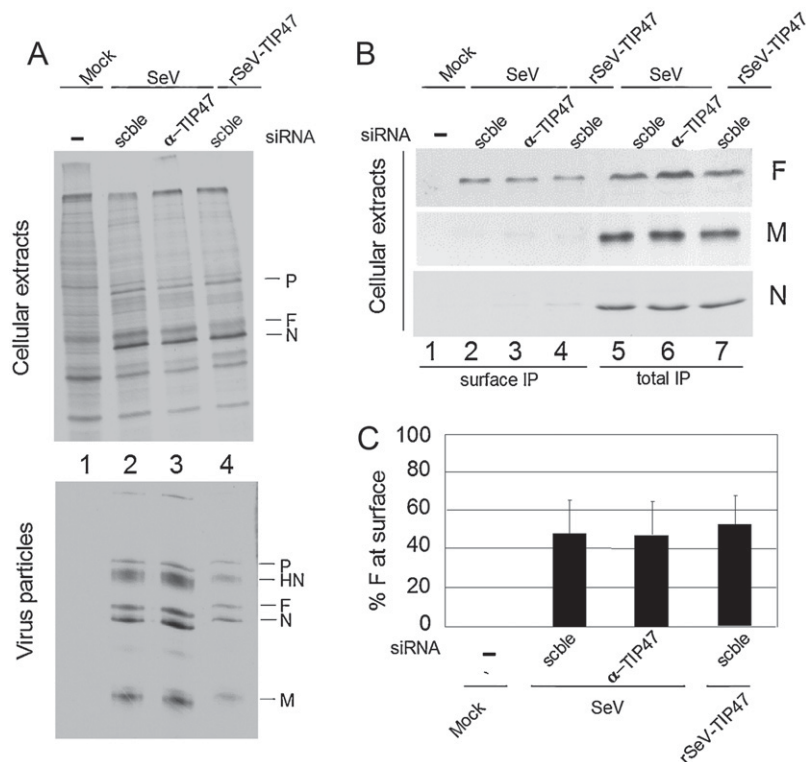 A
Mock
SeV
rSeV-TIP47
–
scble
α–TIP47
scble
siRNA
Cellular extracts
P
F
N
1 2 3 4
Virus particles
P
HN
F
N
M
B
Mock
SeV
rSeV-TIP47
SeV
rSeV-TIP47
siRNA
–
scble
α–TIP47
scble
scble
α–TIP47
scble
Cellular extracts
F
M
N
1 2 3 4 5 6 7
surface IP
total IP
C
% F at surface
100
80
60
40
20
0
siRNA
–
scble
α–TIP47
scble
Mock
SeV
rSeV-TIP47